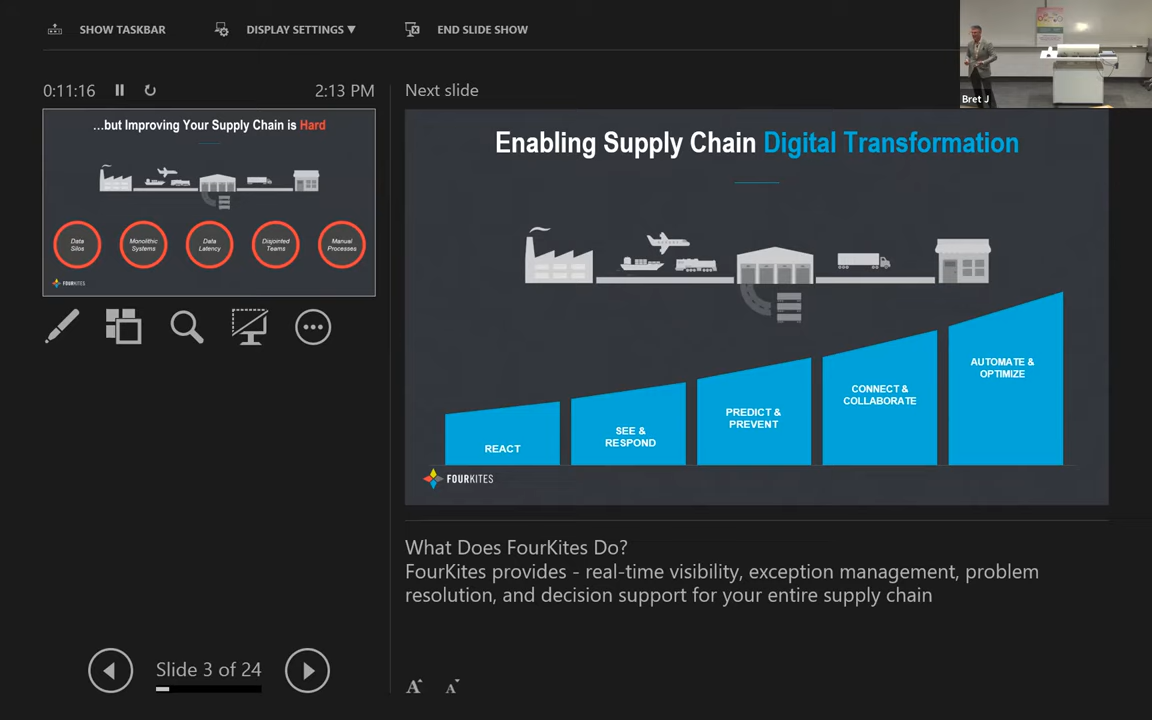 SHOW TASKBAR
DISPLAY SETTINGS ▼
END SLIDE SHOW
0:11:16
2:13 PM
Next slide
Bret J
...but Improving Your Supply Chain is Hard
Data
Silos
Monolithic
Systems
Data
Latency
Disjointed
Teams
Manual
Processes
FOURKITES
Enabling Supply Chain Digital Transformation
REACT
SEE &
RESPOND
PREDICT &
PREVENT
CONNECT &
COLLABORATE
AUTOMATE &
OPTIMIZE
FOURKITES
What Does FourKites Do?
FourKites provides - real-time visibility, exception management, problem
resolution, and decision support for your entire supply chain
Slide 3 of 24
A A